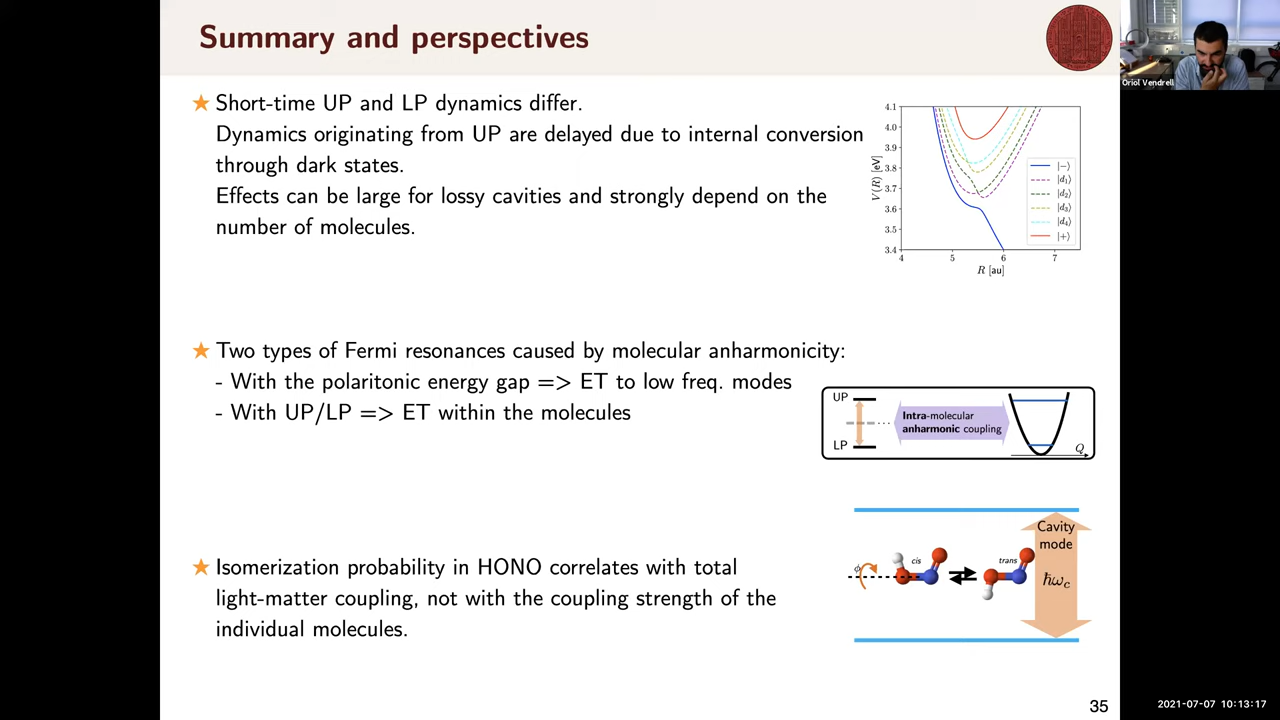 Summary and perspectives
Oriol Vendrell
★ Short-time UP and LP dynamics differ.
Dynamics originating from UP are delayed due to internal conversion
through dark states.
Effects can be large for lossy cavities and strongly depend on the
number of molecules.
4.1
4.0
3.9
3.8
3.7
3.6
3.5
3.4
V(R) [eV]
4 5 6 7
R [au]
|−⟩
|d₁⟩
|d₂⟩
|d₃⟩
|d₄⟩
|+⟩
★ Two types of Fermi resonances caused by molecular anharmonicity:
- With the polaritonic energy gap => ET to low freq. modes
- With UP/LP => ET within the molecules
UP
LP
Intra-molecular
anharmonic coupling
Q
★ Isomerization probability in HONO correlates with total
light-matter coupling, not with the coupling strength of the
individual molecules.
Cavity
mode
ℏω_c
ϕ
cis
trans
35
2021-07-07 10:13:17